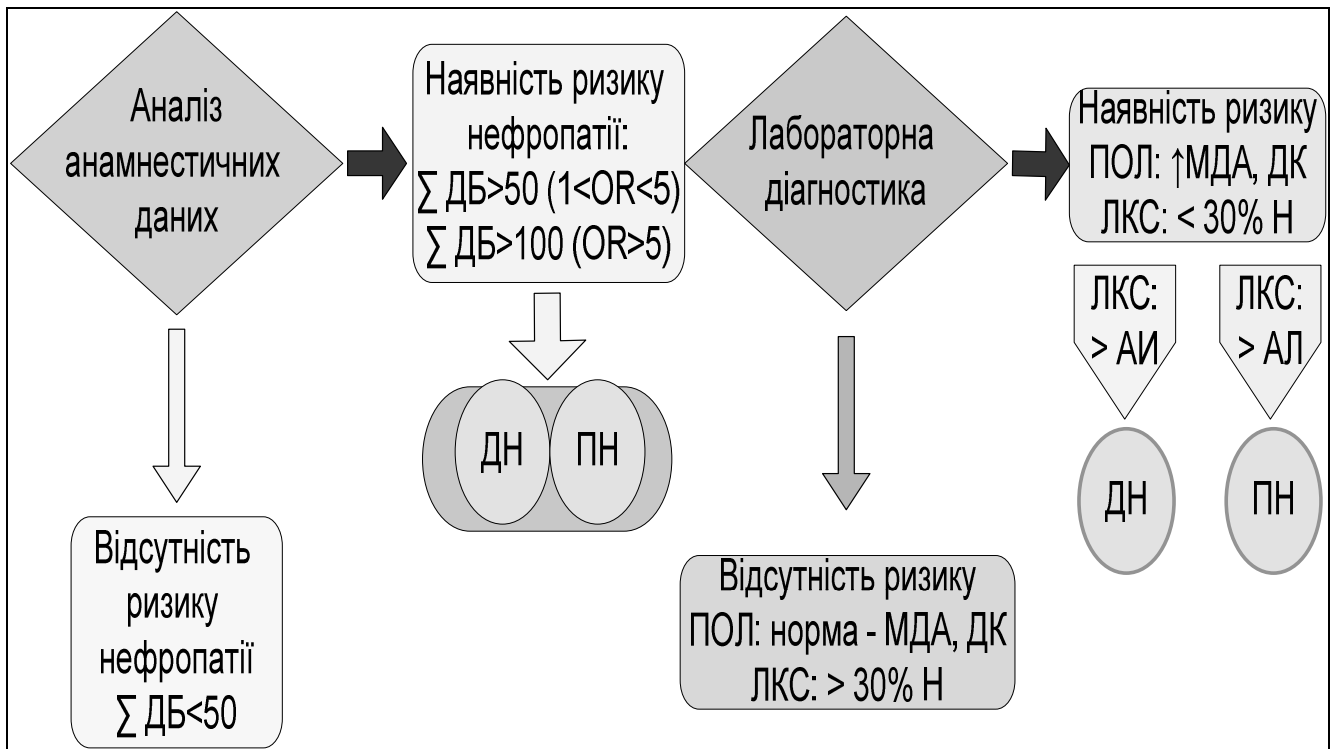 Аналіз
анамнестичних
даних
Наявність ризику
нефропатії:
∑ ДБ>50 (1<OR<5)
∑ ДБ>100 (OR>5)
ДН
ПН
Відсутність
ризику
нефропатії
∑ ДБ<50
Лабораторна
діагностика
Наявність ризику
ПОЛ: ↑МДА, ДК
ЛКС: < 30% Н
ЛКС:
> АИ
ЛКС:
> АЛ
ДН
ПН
Відсутність ризику
ПОЛ: норма - МДА, ДК
ЛКС: > 30% Н